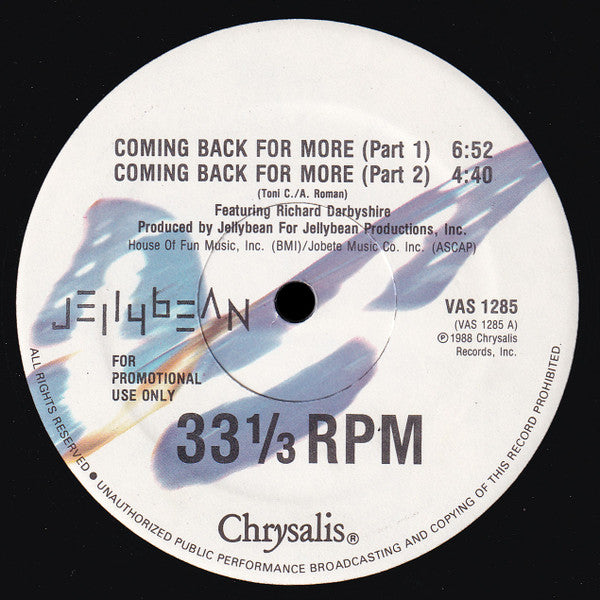 COMING BACK FOR MORE (Part 1) 6:52
COMING BACK FOR MORE (Part 2) 4:40
(Toni C./A. Roman)
Featuring Richard Darbyshire
Produced by Jellybean For Jellybean Productions, Inc.
House Of Fun Music, Inc. (BMI)/Jobete Music Co. Inc. (ASCAP)
JELLYBEAN
VAS 1285
(VAS 1285 A)
℗ 1988 Chrysalis
Records, Inc.
FOR
PROMOTIONAL
USE ONLY
33 1/3 RPM
Chrysalis®
ALL RIGHTS RESERVED ● UNAUTHORIZED PUBLIC PERFORMANCE BROADCASTING AND COPYING OF THIS RECORD PROHIBITED.